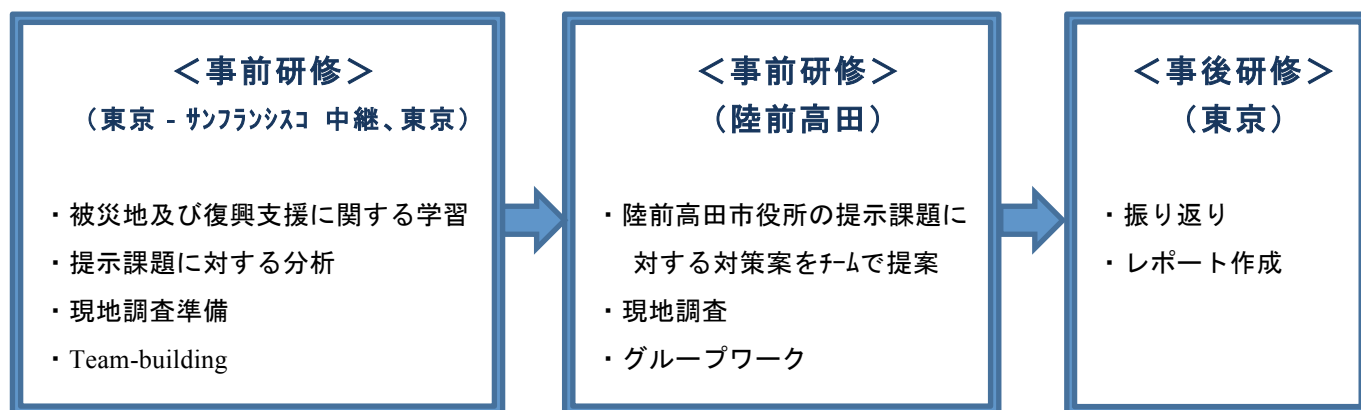 ＜事前研修＞
（東京 - ｻﾝﾌﾗﾝｼｽｺ 中継、東京）
・被災地及び復興支援に関する学習
・提示課題に対する分析
・現地調査準備
・Team-building
＜事前研修＞
（陸前高田）
・陸前高田市役所の提示課題に
対する対策案をﾁｰﾑで提案
・現地調査
・グループワーク
＜事後研修＞
（東京）
・振り返り
・レポート作成